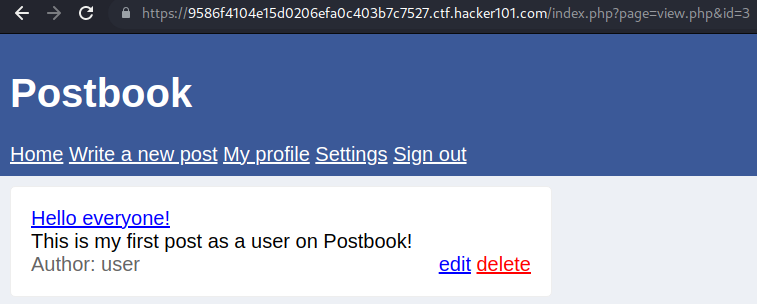 https://9586f4104e15d0206efa0c403b7c7527.ctf.hacker101.com/index.php?page=view.php&id=3
Postbook
Home Write a new post My profile Settings Sign out
Hello everyone!
This is my first post as a user on Postbook!
Author: user edit delete